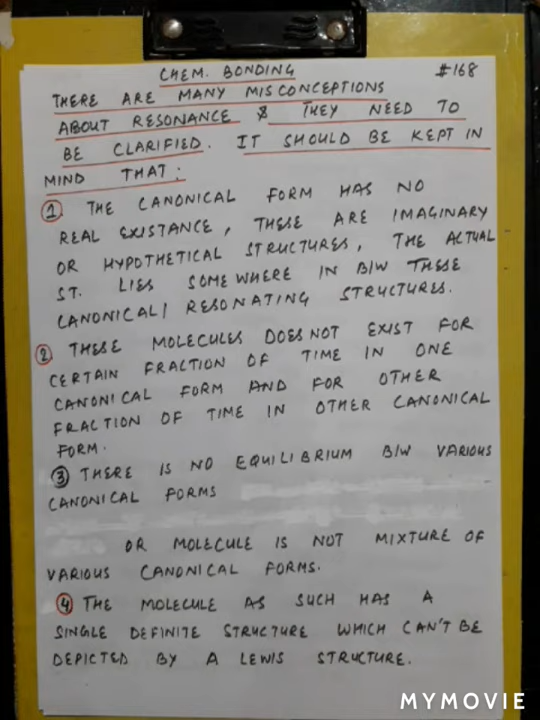 CHEM. BONDING #168
THERE ARE MANY MISCONCEPTIONS
ABOUT RESONANCE & THEY NEED TO
BE CLARIFIED. IT SHOULD BE KEPT IN
MIND THAT:
① THE CANONICAL FORM HAS NO
REAL EXISTANCE, THESE ARE IMAGINARY
OR HYPOTHETICAL STRUCTURES, THE ACTUAL
ST. LIES SOMEWHERE IN B/W THESE
CANONICAL/ RESONATING STRUCTURES.
② THESE MOLECULES DOES NOT EXIST FOR
CERTAIN FRACTION OF TIME IN ONE
CANONICAL FORM AND FOR OTHER
FRACTION OF TIME IN OTHER CANONICAL
FORM.
③ THERE IS NO EQUILIBRIUM B/W VARIOUS
CANONICAL FORMS
OR MOLECULE IS NOT MIXTURE OF
VARIOUS CANONICAL FORMS.
④ THE MOLECULE AS SUCH HAS A
SINGLE DEFINITE STRUCTURE WHICH CAN'T BE
DEPICTED BY A LEWIS STRUCTURE.
MYMOVIE